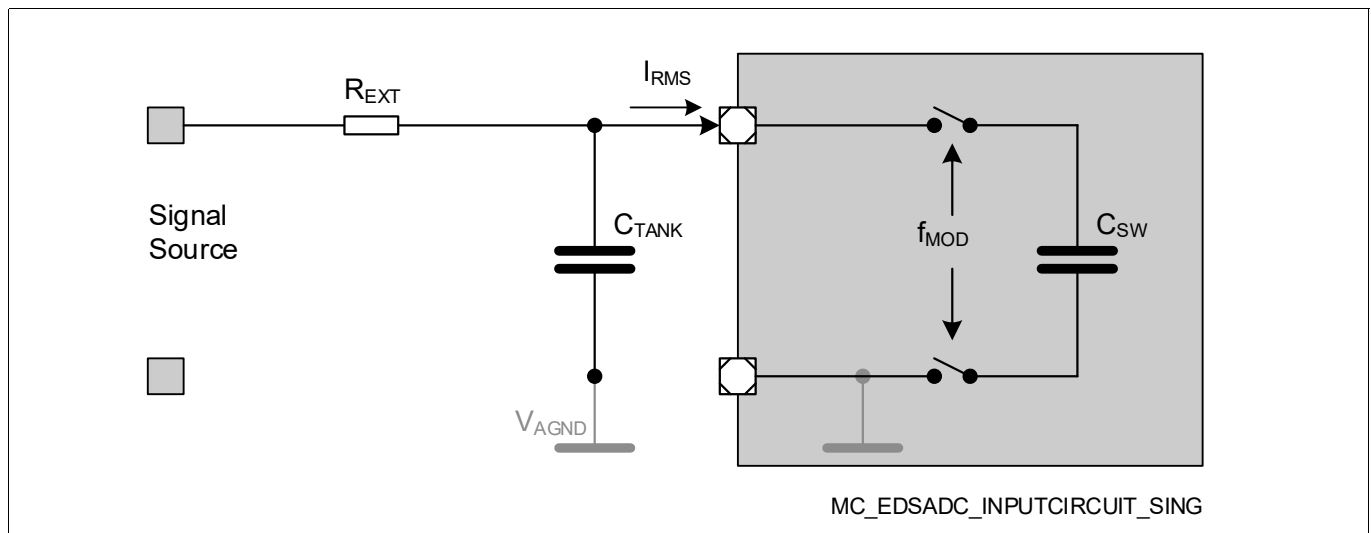 I_RMS
R_EXT
Signal
Source
C_TANK
f_MOD
C_SW
V_AGND
MC_EDSADC_INPUTCIRCUIT_SING